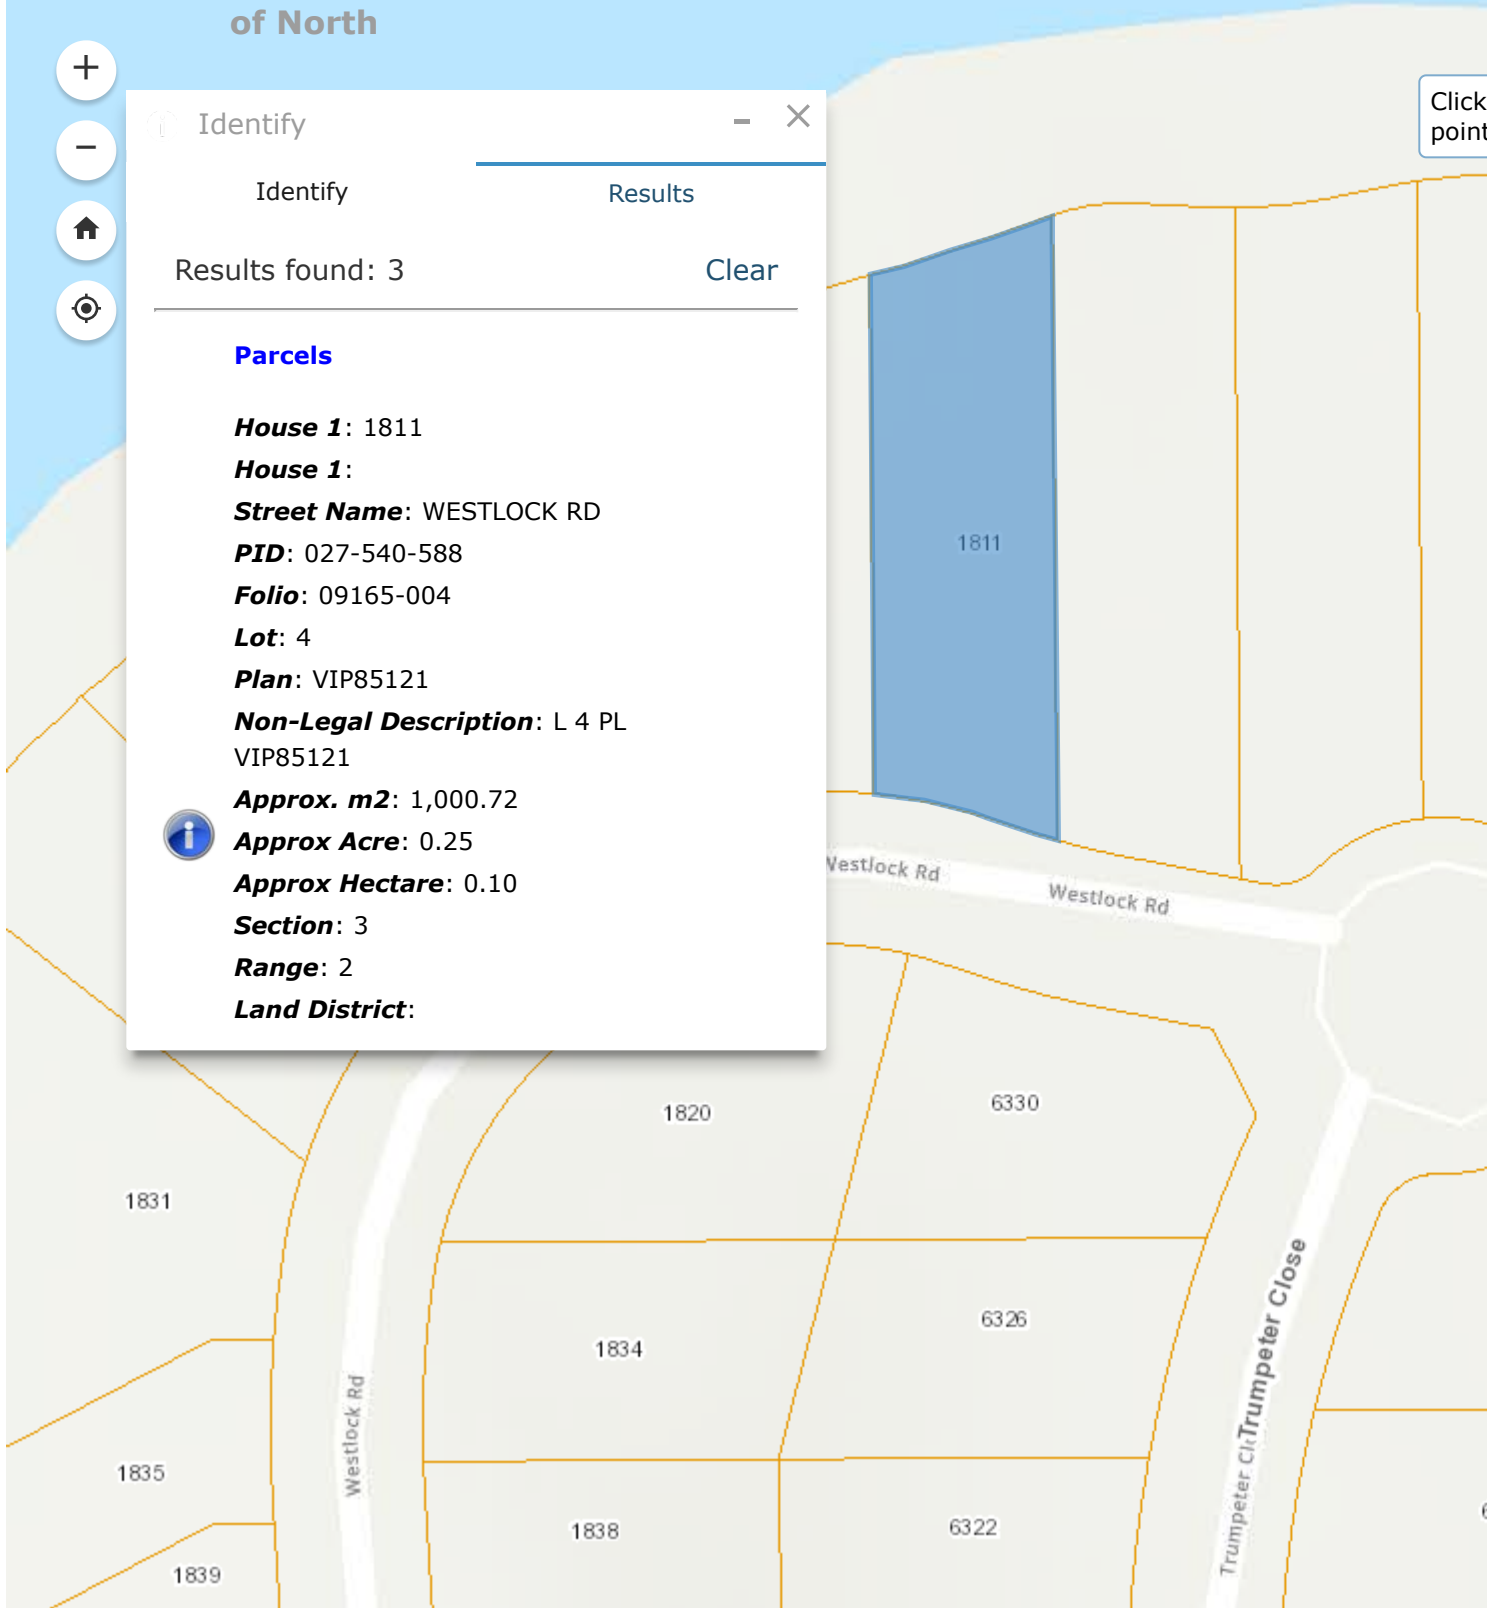 of North
Click
point
Identify
Identify
Results
Results found: 3
Clear
Parcels
House 1: 1811
House 1:
Street Name: WESTLOCK RD
PID: 027-540-588
Folio: 09165-004
Lot: 4
Plan: VIP85121
Non-Legal Description: L 4 PL
VIP85121
Approx. m2: 1,000.72
Approx Acre: 0.25
Approx Hectare: 0.10
Section: 3
Range: 2
Land District:
1811
Westlock Rd
Westlock Rd
1820
6330
1831
1834
6326
Trumpeter Close
Westlock Rd
1835
Trumpeter Cl
1838
6322
1839